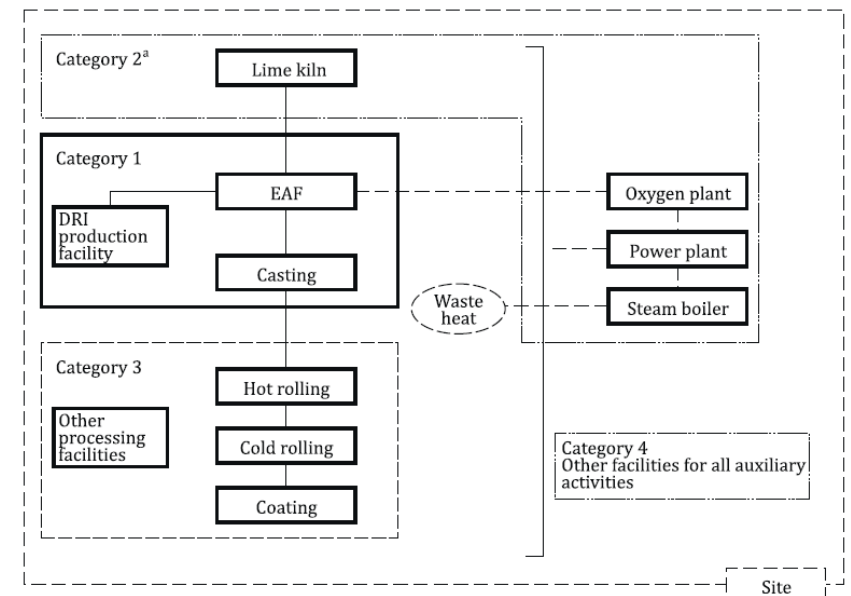 Category 2ª
Lime kiln
Category 1
EAF
DRI
production
facility
Casting
Oxygen plant
Power plant
Steam boiler
Waste
heat
Category 3
Hot rolling
Other
processing
facilities
Cold rolling
Coating
Category 4
Other facilities for all auxiliary
activities
Site